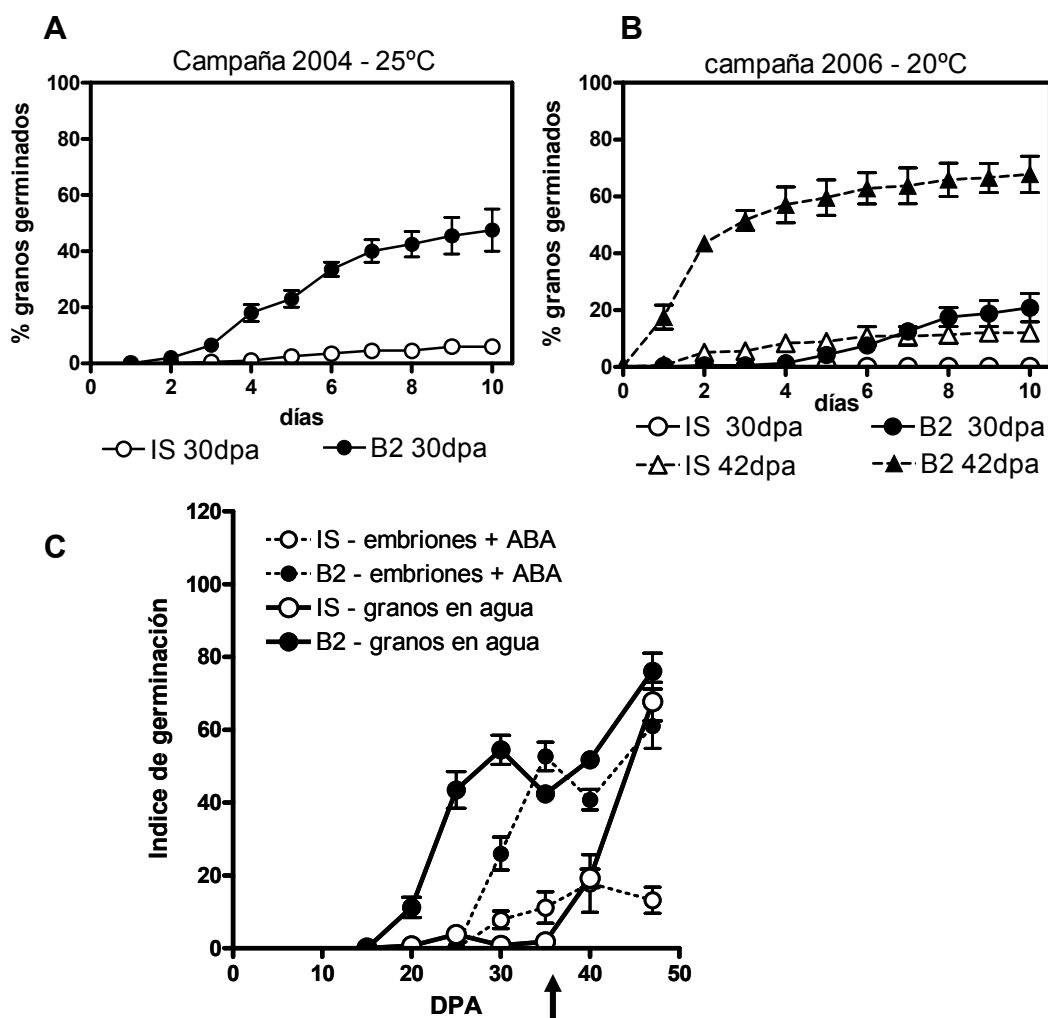 A
Campaña 2004 - 25ºC
% granos germinados
100
80
60
40
20
0
0 2 4 6 8 10
días
IS 30dpa B2 30dpa
B
campaña 2006 - 20ºC
% granos germinados
100
80
60
40
20
0
0 2 4 6 8 10
días
IS 30dpa B2 30dpa
IS 42dpa B2 42dpa
C
Indice de germinación
120
100
80
60
40
20
0
IS - embriones + ABA
B2 - embriones + ABA
IS - granos en agua
B2 - granos en agua
0 10 20 30 40 50
DPA